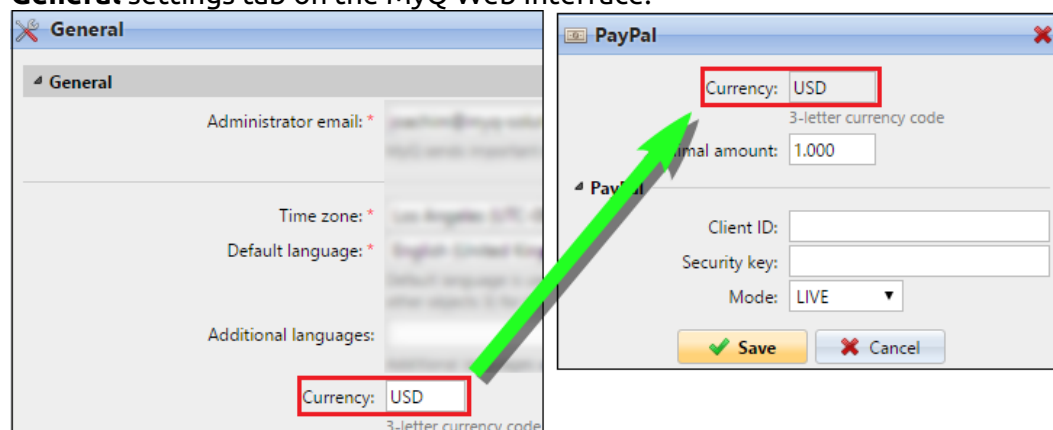 General settings tab on the MyQ Web Interface.
General
General
Administrator email: *
Time zone: *
Default language: *
Additional languages:
Currency: USD
3-letter currency code
PayPal
Currency: USD
3-letter currency code
amount: 1.000
Client ID:
Security key:
Mode: LIVE
Save Cancel